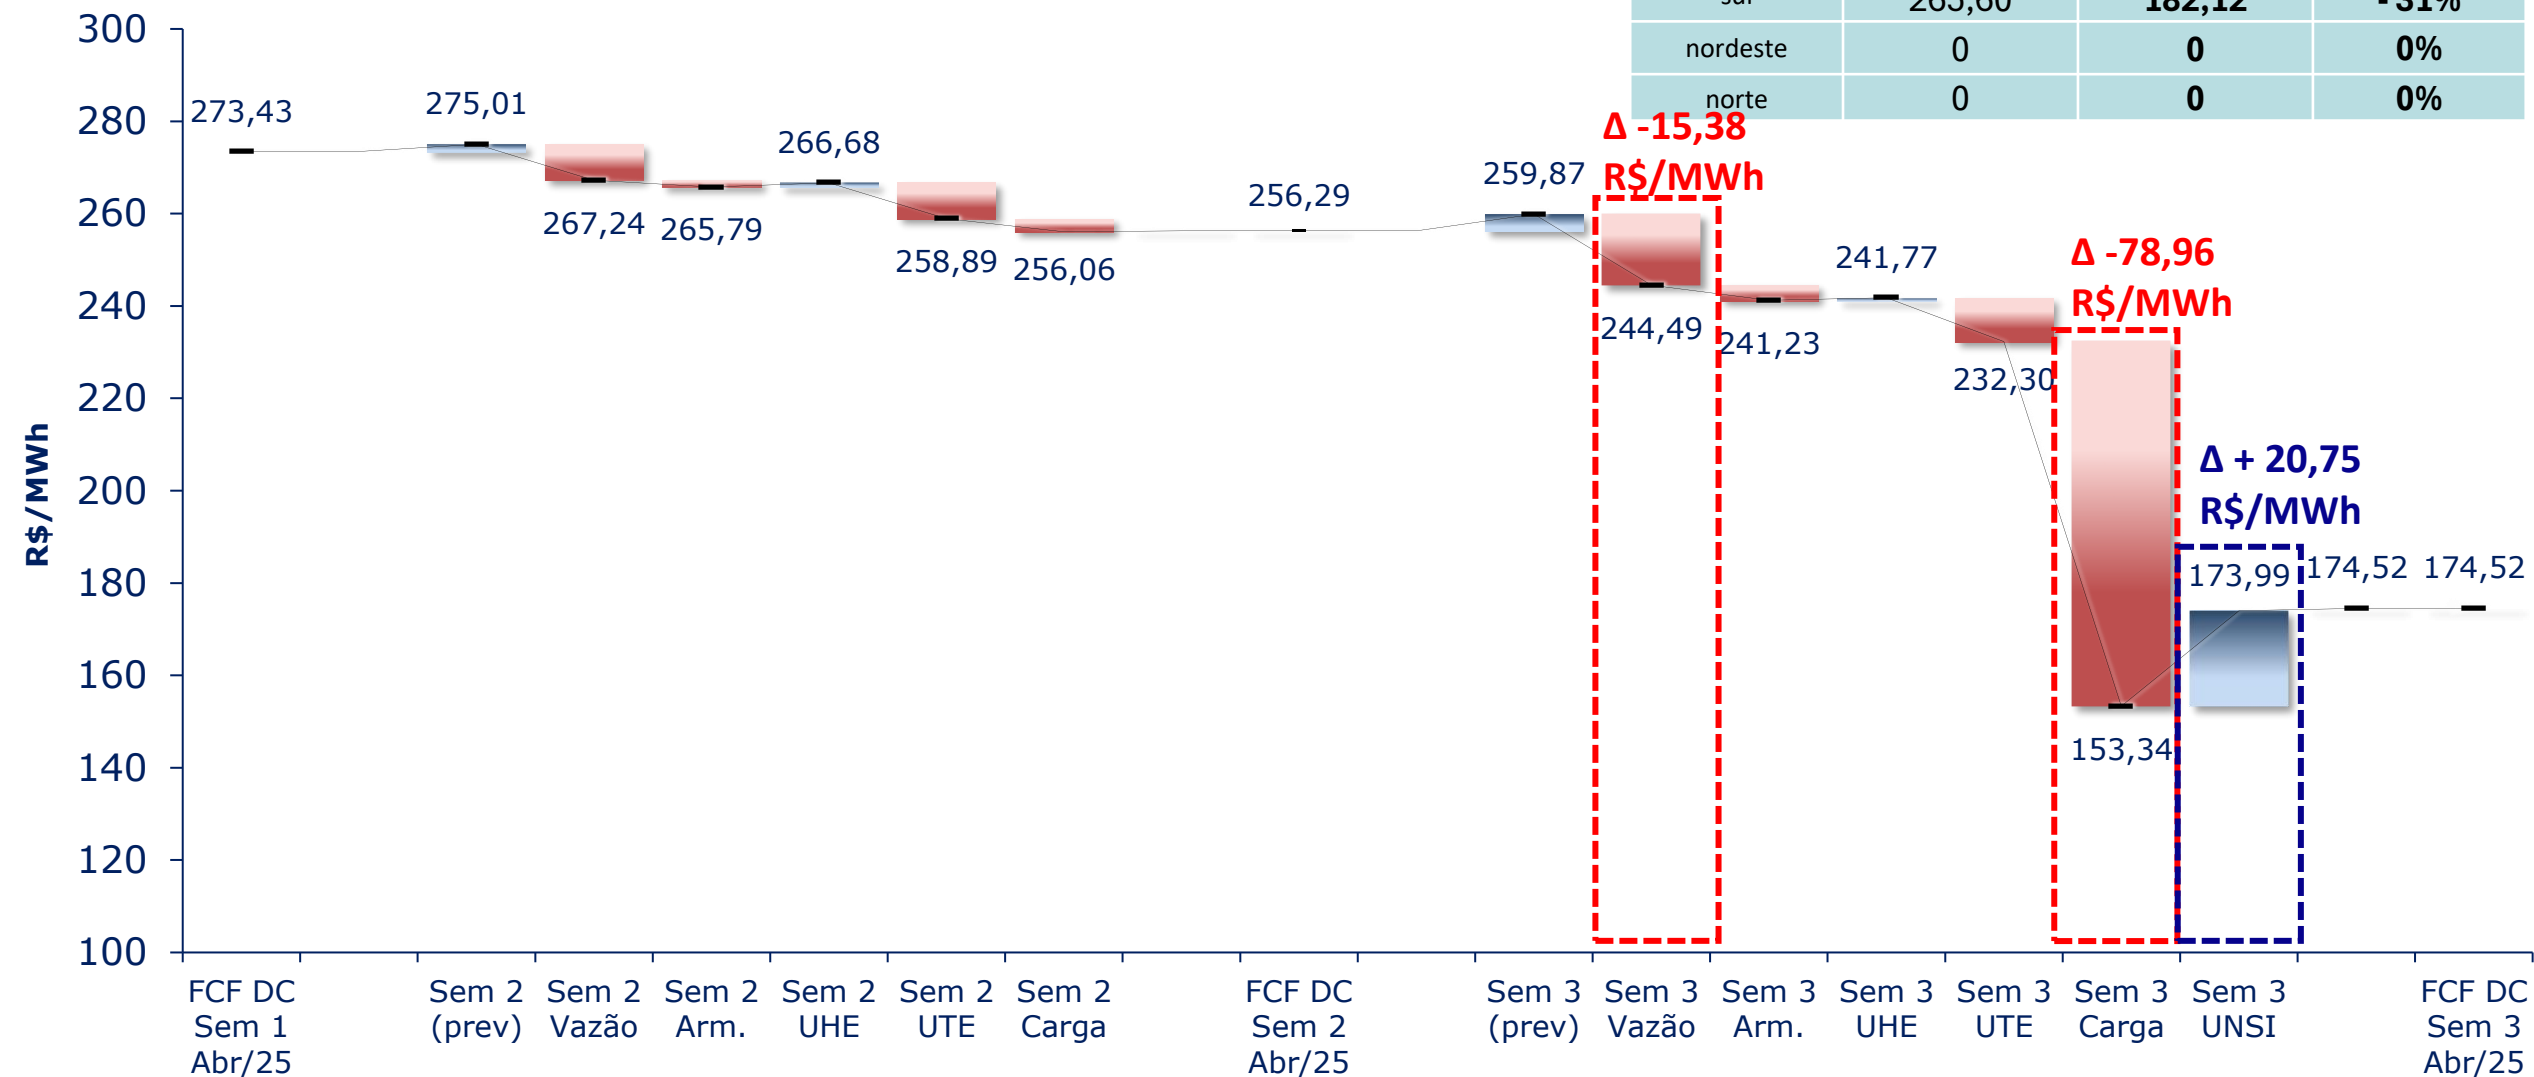 sul 265,60 182,12 - 31%
nordeste 0 0 0%
norte 0 0 0%
R$/MWh
300
280
260
240
220
200
180
160
140
120
100
273,43
275,01
267,24
265,79
266,68
258,89
256,06
256,29
259,87
Δ -15,38
R$/MWh
244,49
241,23
241,77
232,30
Δ -78,96
R$/MWh
153,34
Δ + 20,75
R$/MWh
173,99
174,52
174,52
FCF DC
Sem 1
Abr/25
Sem 2
(prev)
Sem 2
Vazão
Sem 2
Arm.
Sem 2
UHE
Sem 2
UTE
Sem 2
Carga
FCF DC
Sem 2
Abr/25
Sem 3
(prev)
Sem 3
Vazão
Sem 3
Arm.
Sem 3
UHE
Sem 3
UTE
Sem 3
Carga
Sem 3
UNSI
FCF DC
Sem 3
Abr/25